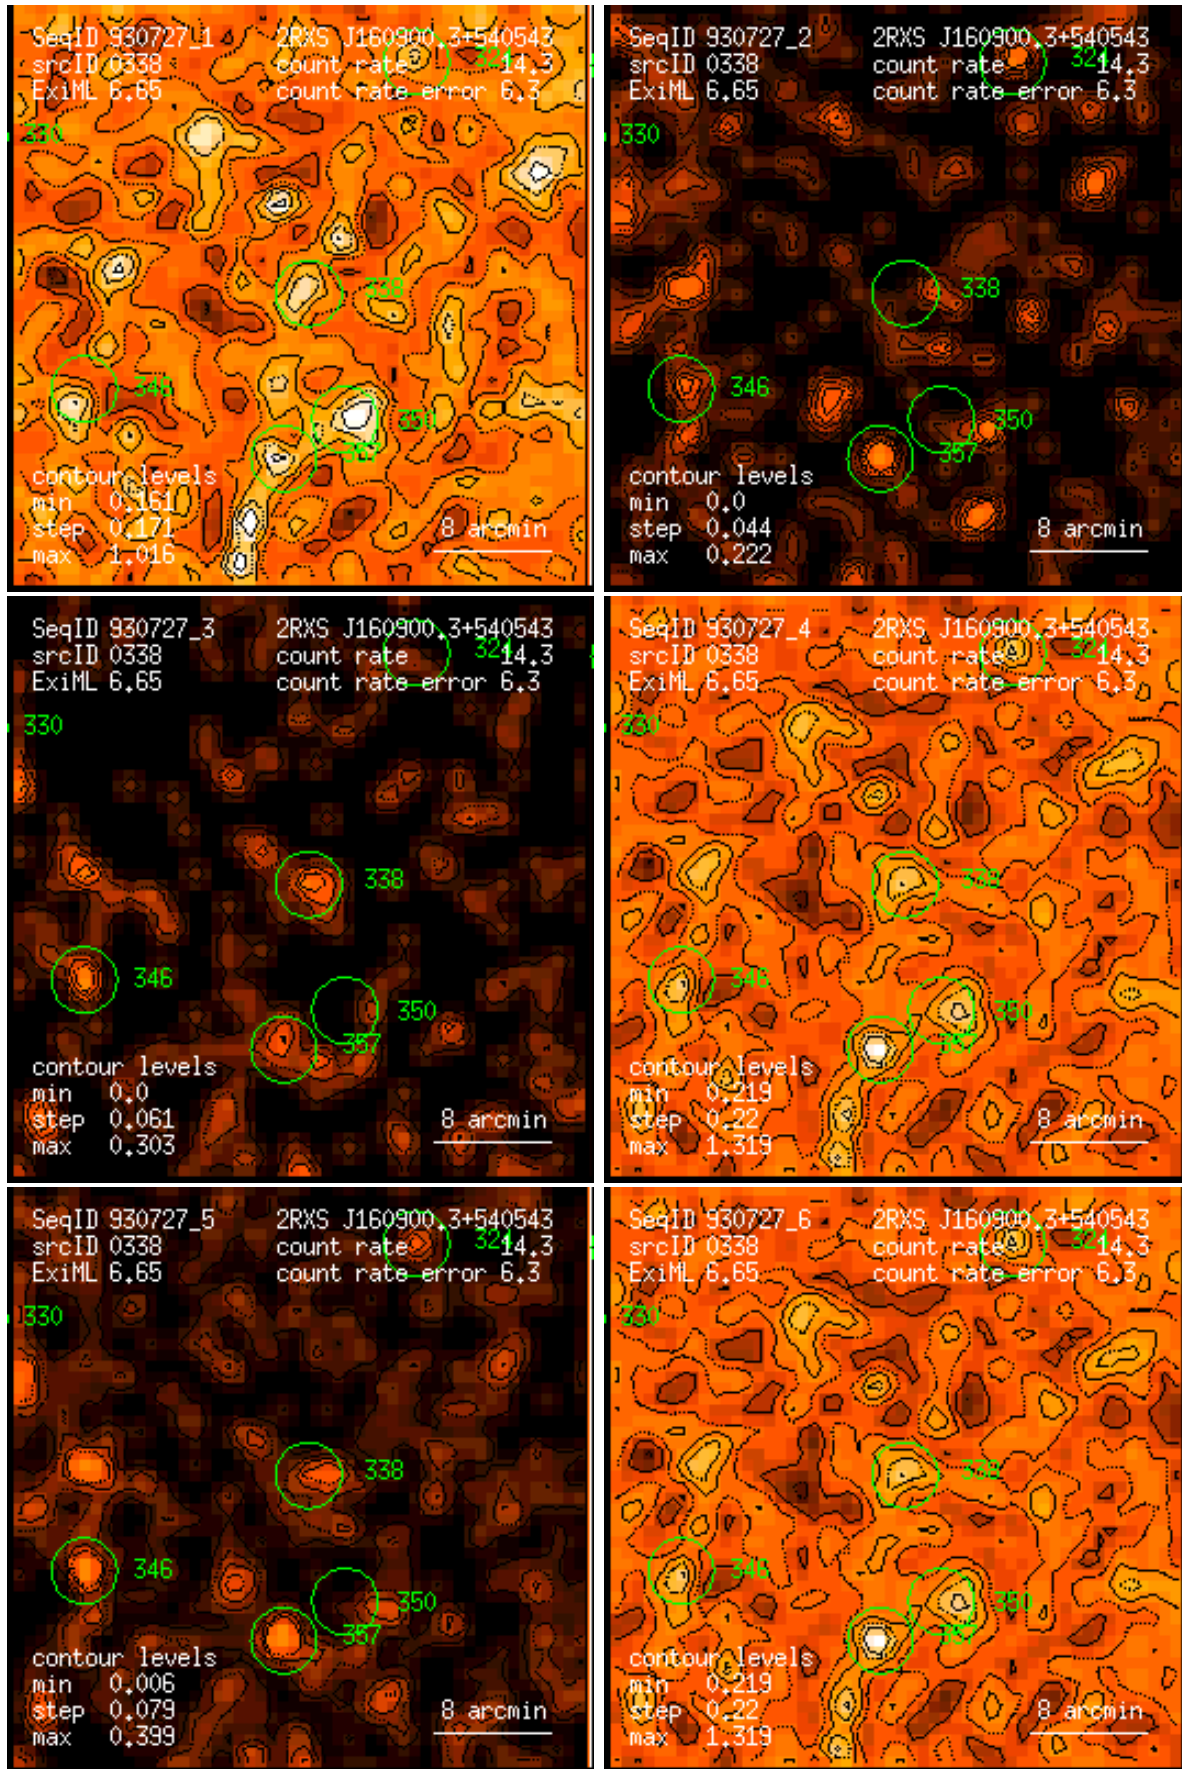 SeqID 930727_1 2RXS J160900.3+540543
srcID 0338 count rate 14.3
ExiML 6.65 count rate error 6.3
324
330
338
346
350
357
contour levels
min 0.161
step 0.171
max 1.016
8 arcmin
SeqID 930727_2 2RXS J160900.3+540543
srcID 0338 count rate 14.3
ExiML 6.65 count rate error 6.3
324
330
338
346
350
357
contour levels
min 0.0
step 0.044
max 0.222
8 arcmin
SeqID 930727_3 2RXS J160900.3+540543
srcID 0338 count rate 14.3
ExiML 6.65 count rate error 6.3
324
330
338
346
350
357
contour levels
min 0.0
step 0.061
max 0.303
8 arcmin
SeqID 930727_4 2RXS J160900.3+540543
srcID 0338 count rate 14.3
ExiML 6.65 count rate error 6.3
324
330
338
346
350
357
contour levels
min 0.219
step 0.22
max 1.319
8 arcmin
SeqID 930727_5 2RXS J160900.3+540543
srcID 0338 count rate 14.3
ExiML 6.65 count rate error 6.3
324
330
338
346
350
357
contour levels
min 0.006
step 0.079
max 0.399
8 arcmin
SeqID 930727_6 2RXS J160900.3+540543
srcID 0338 count rate 14.3
ExiML 6.65 count rate error 6.3
324
330
338
346
350
357
contour levels
min 0.219
step 0.22
max 1.319
8 arcmin